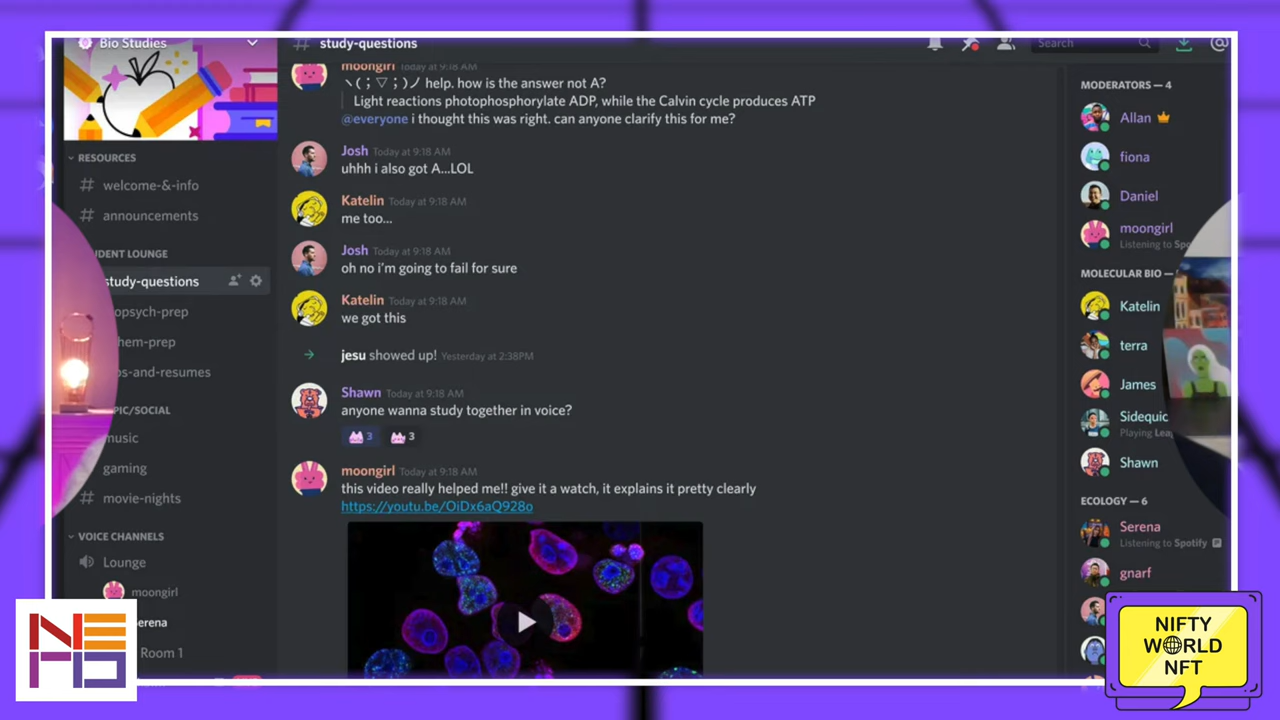 Bio Studies
RESOURCES
# welcome-&-info
# announcements
DENT LOUNGE
study-questions
opsych-prep
hem-prep
os-and-resumes
PIC/SOCIAL
music
gaming
# movie-nights
VOICE CHANNELS
Lounge
moongirl
erena
Room 1
# study-questions
Search
moongirl Today at 9:18 AM
ヽ( ; ▽ ; )ノ help. how is the answer not A?
Light reactions photophosphorylate ADP, while the Calvin cycle produces ATP
@everyone i thought this was right. can anyone clarify this for me?
Josh Today at 9:18 AM
uhhh i also got A...LOL
Katelin Today at 9:18 AM
me too...
Josh Today at 9:18 AM
oh no i'm going to fail for sure
Katelin Today at 9:18 AM
we got this
jesu showed up! Yesterday at 2:38PM
Shawn Today at 9:18 AM
anyone wanna study together in voice?
3 3
moongirl Today at 9:18 AM
this video really helped me!! give it a watch, it explains it pretty clearly
https://youtu.be/OiDx6aQ928o
MODERATORS — 4
Allan
fiona
Daniel
moongirl
Listening to Spo
MOLECULAR BIO —
Katelin
terra
James
Sidequic
Playing Lea
Shawn
ECOLOGY — 6
Serena
Listening to Spotify
gnarf
NIFTY
WORLD
NFT